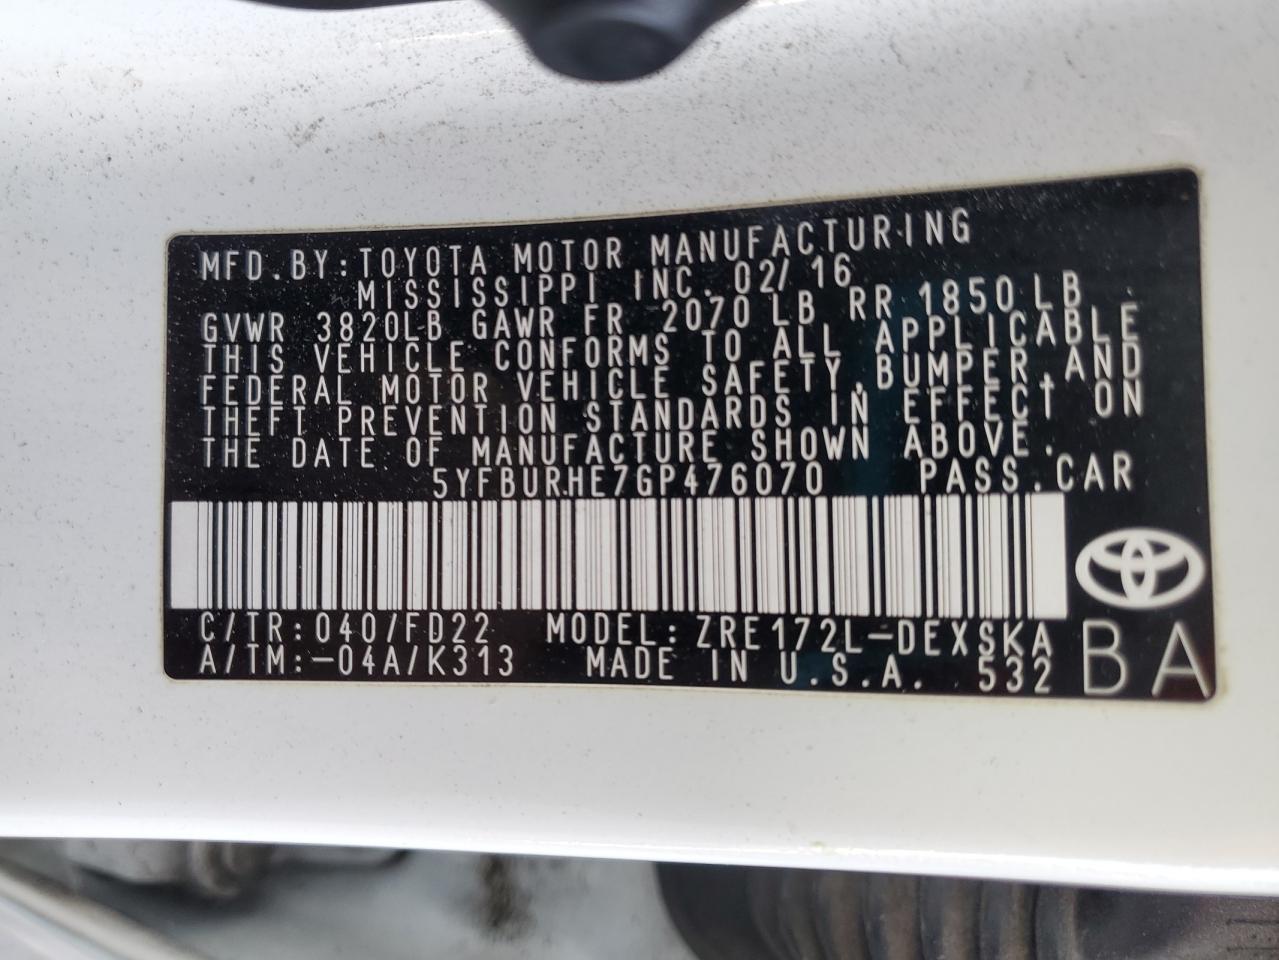 MFD.BY:TOYOTA MOTOR MANUFACTURING
MISSISSIPPI INC. 02/16
GVWR 3820LB GAWR FR 2070 LB RR 1850 LB
THIS VEHICLE CONFORMS TO ALL APPLICABLE
FEDERAL MOTOR VEHICLE SAFETY,BUMPER,AND
THEFT PREVENTION STANDARDS IN EFFECT ON
THE DATE OF MANUFACTURE SHOWN ABOVE.
5YFBURHE7GP476070 PASS.CAR
C/TR:040/FD22 MODEL:ZRE172L-DEXSKA
A/TM:-04A/K313 MADE IN U.S.A. 532
BA